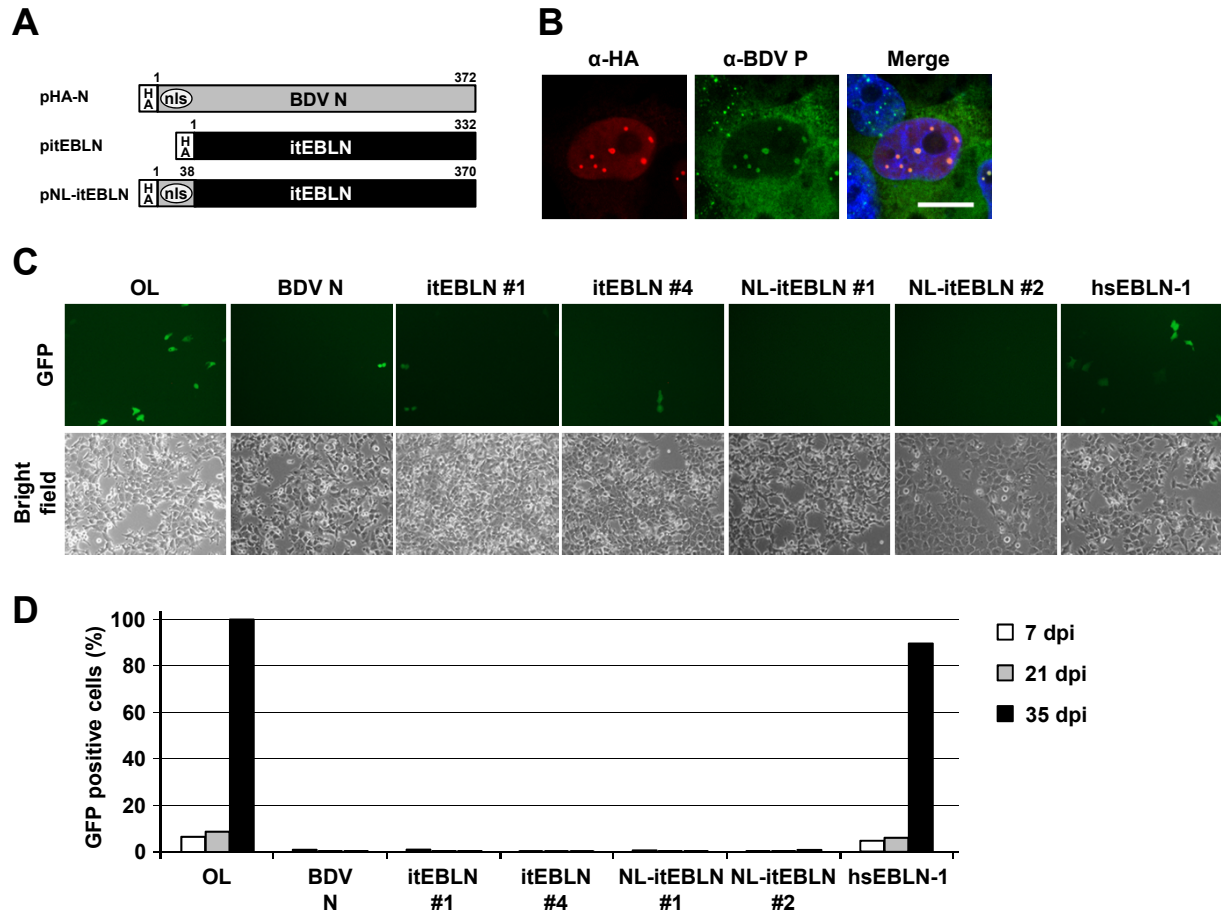 A
1 372
pHA-N HA nls BDV N
1 332
pitEBLN HA itEBLN
1 38 370
pNL-itEBLN HA nls itEBLN
B
α-HA α-BDV P Merge
C
OL BDV N itEBLN #1 itEBLN #4 NL-itEBLN #1 NL-itEBLN #2 hsEBLN-1
GFP
Bright field
D
GFP positive cells (%)
100
80
60
40
20
0
OL BDV N itEBLN #1 itEBLN #4 NL-itEBLN #1 NL-itEBLN #2 hsEBLN-1
7 dpi
21 dpi
35 dpi